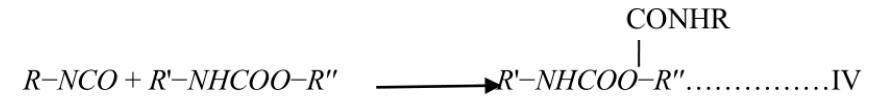 CONHR
R−NCO + R'−NHCOO−R'' R'−NHCOO−R''……………IV